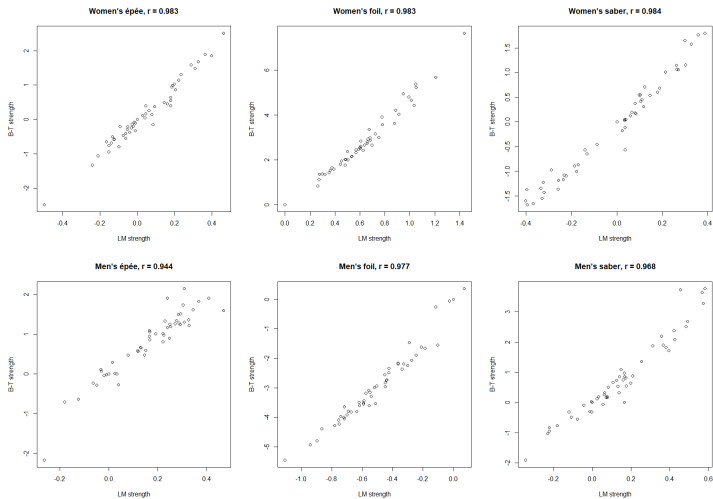 Women's épée, r = 0.983
B-T strength
2
1
0
-1
-2
-0.4 -0.2 0.0 0.2 0.4
LM strength
Women's foil, r = 0.983
B-T strength
6
4
2
0
0.0 0.2 0.4 0.6 0.8 1.0 1.2 1.4
LM strength
Women's saber, r = 0.984
B-T strength
1.5
1.0
0.5
0.0
-0.5
-1.0
-1.5
-0.4 -0.2 0.0 0.2 0.4
LM strength
Men's épée, r = 0.944
B-T strength
2
1
0
-1
-2
-0.2 0.0 0.2 0.4
LM strength
Men's foil, r = 0.977
B-T strength
0
-1
-2
-3
-4
-5
-1.0 -0.8 -0.6 -0.4 -0.2 0.0
LM strength
Men's saber, r = 0.968
B-T strength
3
2
1
0
-1
-2
-0.2 0.0 0.2 0.4 0.6
LM strength